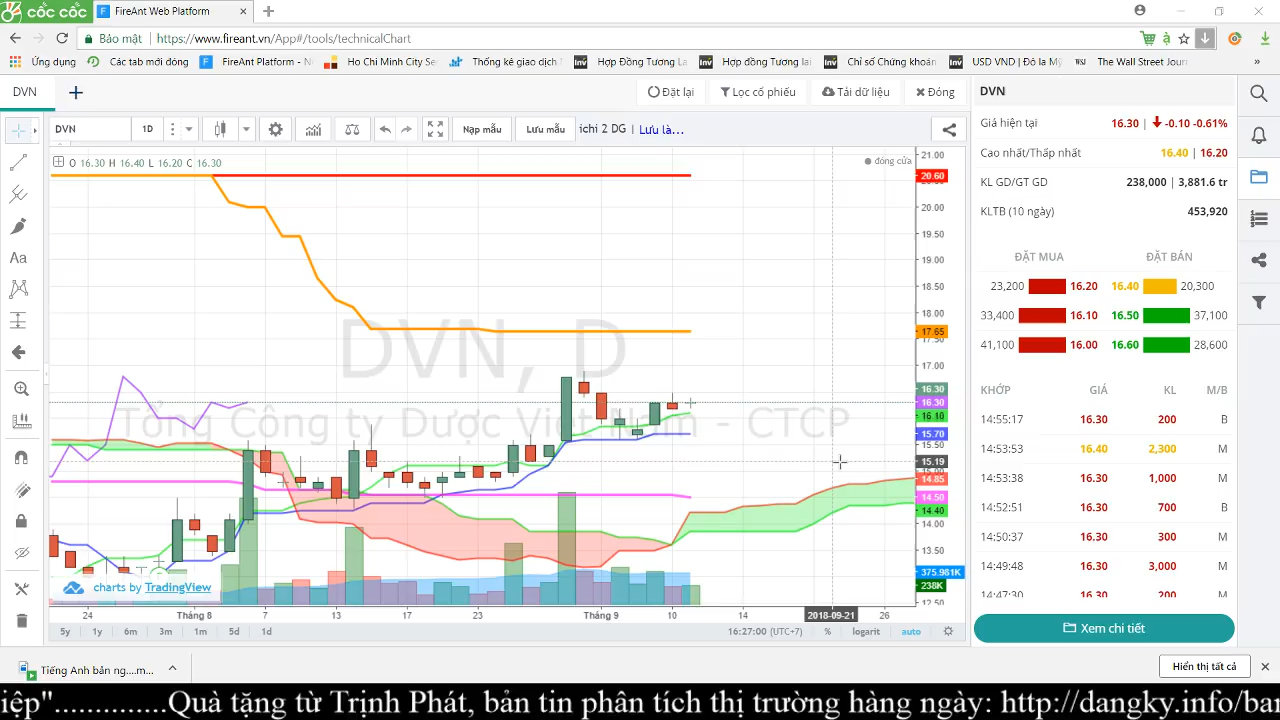 cốc cốc FireAnt Web Platform
Bảo mật https://www.fireant.vn/App#/tools/technicalChart
Ứng dụng Các tab mới đóng FireAnt Platform - N Ho Chi Minh City Se Thống kê giao dịch Hợp Đồng Tương La Hợp đồng Tương lai Chỉ số Chứng khoán USD VND | Đô la Mỹ The Wall Street Jour »
DVN Đặt lại Lọc cổ phiếu Tải dữ liệu Đóng DVN
DVN 1D Nạp mẫu Lưu mẫu ichi 2 DG Lưu là...
Giá hiện tại 16.30 | -0.10 -0.61%
Cao nhất/Thấp nhất 16.40 | 16.20
KL GD/GT GD 238,000 | 3,881.6 tr
KLTB (10 ngày) 453,920
ĐẶT MUA ĐẶT BÁN
23,200 16.20 16.40 20,300
33,400 16.10 16.50 37,100
41,100 16.00 16.60 28,600
KHỚP GIÁ KL M/B
14:55:17 16.30 200 B
14:53:53 16.40 2,300 M
14:53:38 16.30 1,000 M
14:52:51 16.30 700 B
14:50:37 16.30 300 M
14:49:48 16.30 3,000 M
14:47:30 16.30 200 B
Xem chi tiết
O 16.30 H 16.40 L 16.20 C 16.30 đóng cửa
DVN, D
Tổng Công ty Dược Việt Nam - CTCP
21.00
20.60
20.00
19.50
19.00
18.50
18.00
17.65
17.50
17.00
16.30
16.30
15.70
15.50
15.19
14.85
14.50
14.40
14.00
13.50
375.981K
238K
12.50
charts by TradingView
24 Tháng 8 7 13 17 23 Tháng 9 10 14 2018-09-21 26
5y 1y 6m 3m 1m 5d 1d 16:27:00 (UTC+7) % logarit auto
Tiếng Anh bản ng....m... Hiển thị tất cả
iệp"..............Quà tặng từ Trịnh Phát, bản tin phân tích thị trường hàng ngày: http://dangky.info/ba